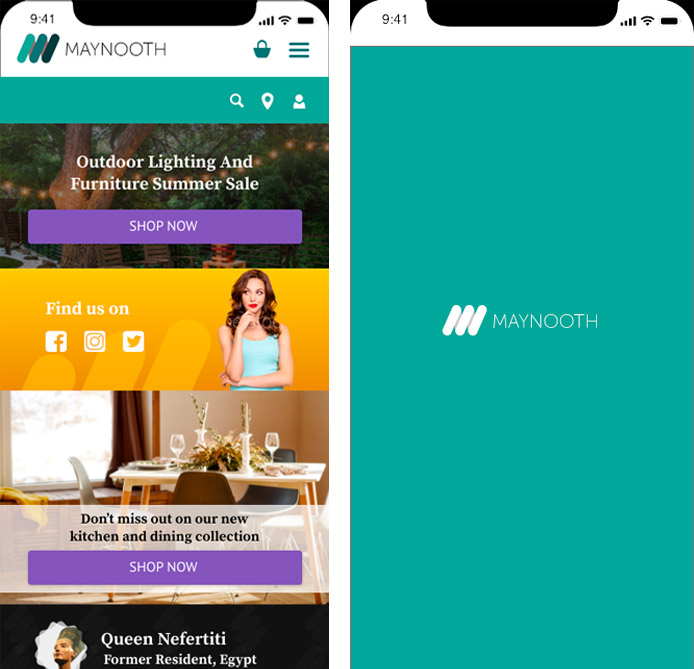 9:41
MAYNOOTH
Outdoor Lighting And
Furniture Summer Sale
SHOP NOW
Find us on
Don't miss out on our new
kitchen and dining collection
SHOP NOW
Queen Nefertiti
Former Resident, Egypt
9:41
MAYNOOTH